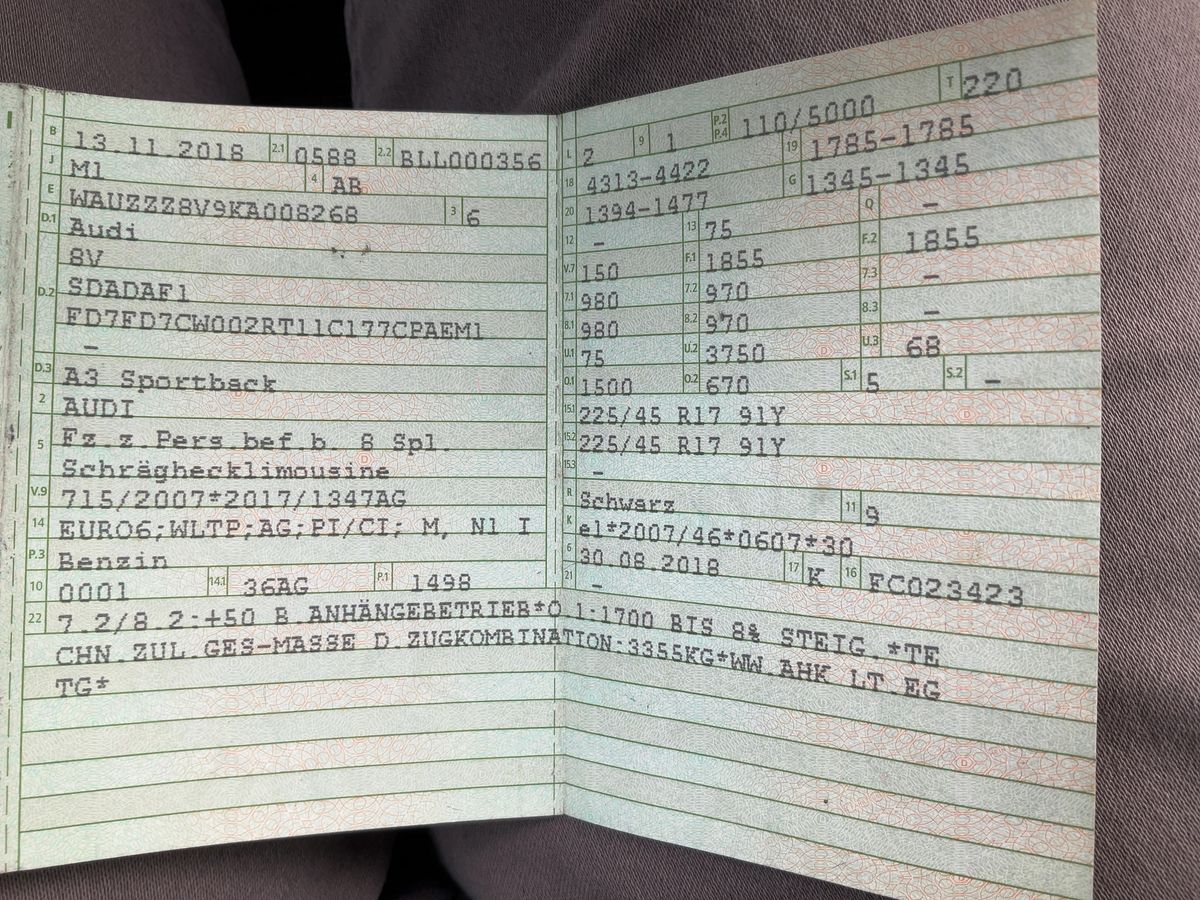 B 13.11.2018 2.1 0588 2.2 BLL000356
J M1 4 AB
E WAUZZZ8V9KA008268 3 6
D.1 Audi
8V
D.2 SDADAF1
FD7FD7CW002RT11C177CPAEM1
-
D.3 A3 Sportback
2 AUDI
5 Fz.z.Pers.bef.b. 8 Spl.
Schräghecklimousine
V.9 715/2007*2017/1347AG
14 EURO6;WLTP;AG;PI/CI; M, N1 I
P.3 Benzin
10 0001 14.1 36AG P.1 1498
L 2 9 1 P.2 P.4 110/5000 T 220
18 4313-4422 19 1785-1785
20 1394-1477 G 1345-1345
12 - 13 75 Q -
V.7 150 F.1 1855 F.2 1855
7.1 980 7.2 970 7.3 -
8.1 980 8.2 970 8.3 -
U.1 75 U.2 3750 U.3 68
O.1 1500 O.2 670 S.1 5 S.2 -
15.1 225/45 R17 91Y
15.2 225/45 R17 91Y
15.3 -
R Schwarz 11 9
K e1*2007/46*0607*30
6 30.08.2018 17 K 16 FC023423
21 -
22 7.2/8.2:+50 B.ANHÄNGEBETRIEB*O.1:1700 BIS 8% STEIG.*TE
CHN.ZUL.GES-MASSE D.ZUGKOMBINATION:3355KG*WW.AHK LT.EG
TG*